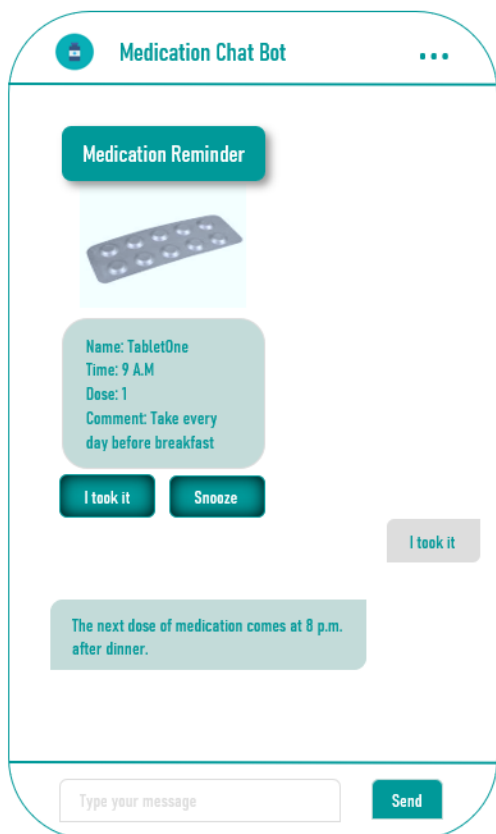 Medication Chat Bot
Medication Reminder
Name: TabletOne
Time: 9 A.M
Dose: 1
Comment: Take every
day before breakfast
I took it
Snooze
I took it
The next dose of medication comes at 8 p.m.
after dinner.
Type your message
Send